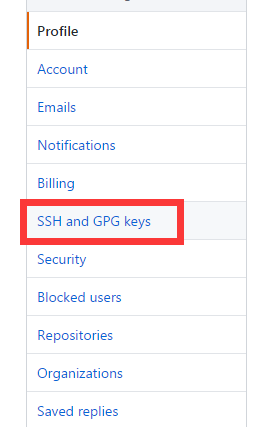 Profile
Account
Emails
Notifications
Billing
SSH and GPG keys
Security
Blocked users
Repositories
Organizations
Saved replies